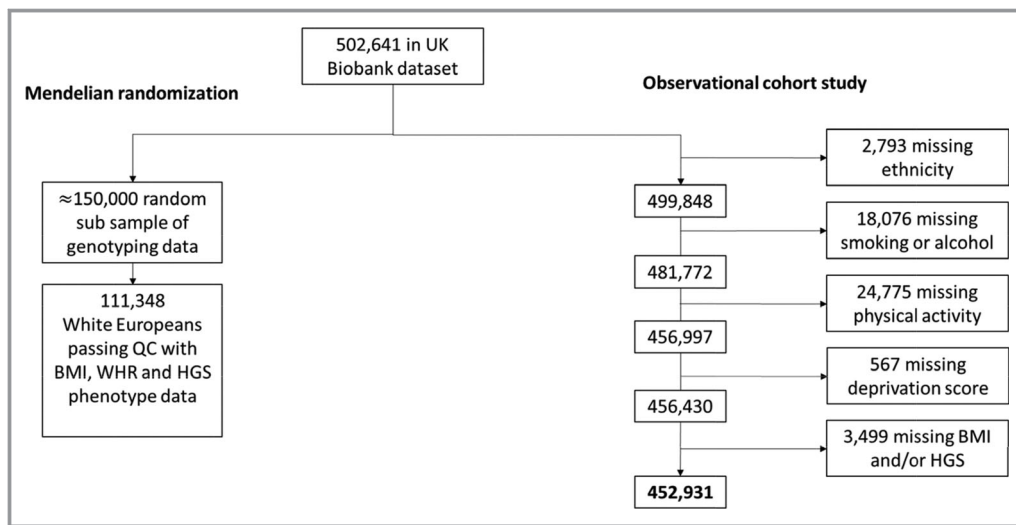 502,641 in UK
Biobank dataset
Mendelian randomization
Observational cohort study
≈150,000 random
sub sample of
genotyping data
111,348
White Europeans
passing QC with
BMI, WHR and HGS
phenotype data
2,793 missing
ethnicity
499,848
18,076 missing
smoking or alcohol
481,772
24,775 missing
physical activity
456,997
567 missing
deprivation score
456,430
3,499 missing BMI
and/or HGS
452,931